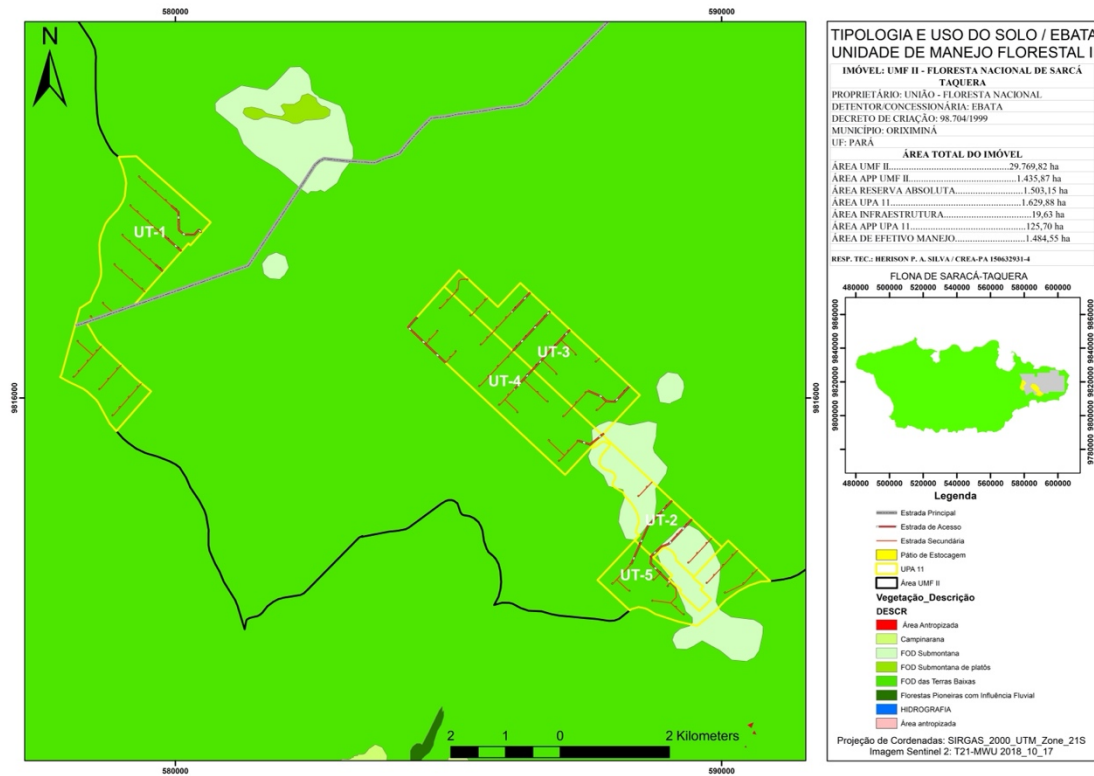 580000
590000
N
UT-1
UT-3
UT-4
UT-2
UT-5
9816000
9816000
2 1 0 2 Kilometers
580000
590000
TIPOLOGIA E USO DO SOLO / EBATA
UNIDADE DE MANEJO FLORESTAL II
IMÓVEL: UMF II - FLORESTA NACIONAL DE SARCÁ
TAQUERA
PROPRIETÁRIO: UNIÃO - FLORESTA NACIONAL
DETENTOR/CONCESSIONÁRIA: EBATA
DECRETO DE CRIAÇÃO: 98.704/1999
MUNICÍPIO: ORIXIMINÁ
UF: PARÁ
ÁREA TOTAL DO IMÓVEL
ÁREA UMF II...............................................29.769,82 ha
ÁREA APP UMF II..........................................1.435,87 ha
ÁREA RESERVA ABSOLUTA........................1.503,15 ha
ÁREA UPA 11................................................1.629,88 ha
ÁREA INFRAESTRUTURA................................19,63 ha
ÁREA APP UPA 11...........................................125,70 ha
ÁREA DE EFETIVO MANEJO........................1.484,55 ha
RESP. TEC.: HERISON P. A. SILVA / CREA-PA 150632931-4
FLONA DE SARACÁ-TAQUERA
480000 500000 520000 540000 560000 580000 600000
9860000
9840000
9820000
9800000
9780000
9860000
9840000
9820000
9800000
9780000
480000 500000 520000 540000 560000 580000 600000
Legenda
Estrada Principal
Estrada de Acesso
Estrada Secundária
Pátio de Estocagem
UPA 11
Área UMF II
Vegetação_Descrição
DESCR
Área Antropizada
Campinarana
FOD Submontana
FOD Submontana de platôs
FOD das Terras Baixas
Florestas Pioneiras com Influência Fluvial
HIDROGRAFIA
Área antropizada
Projeção de Cordenadas: SIRGAS_2000_UTM_Zone_21S
Imagem Sentinel 2: T21-MWU 2018_10_17